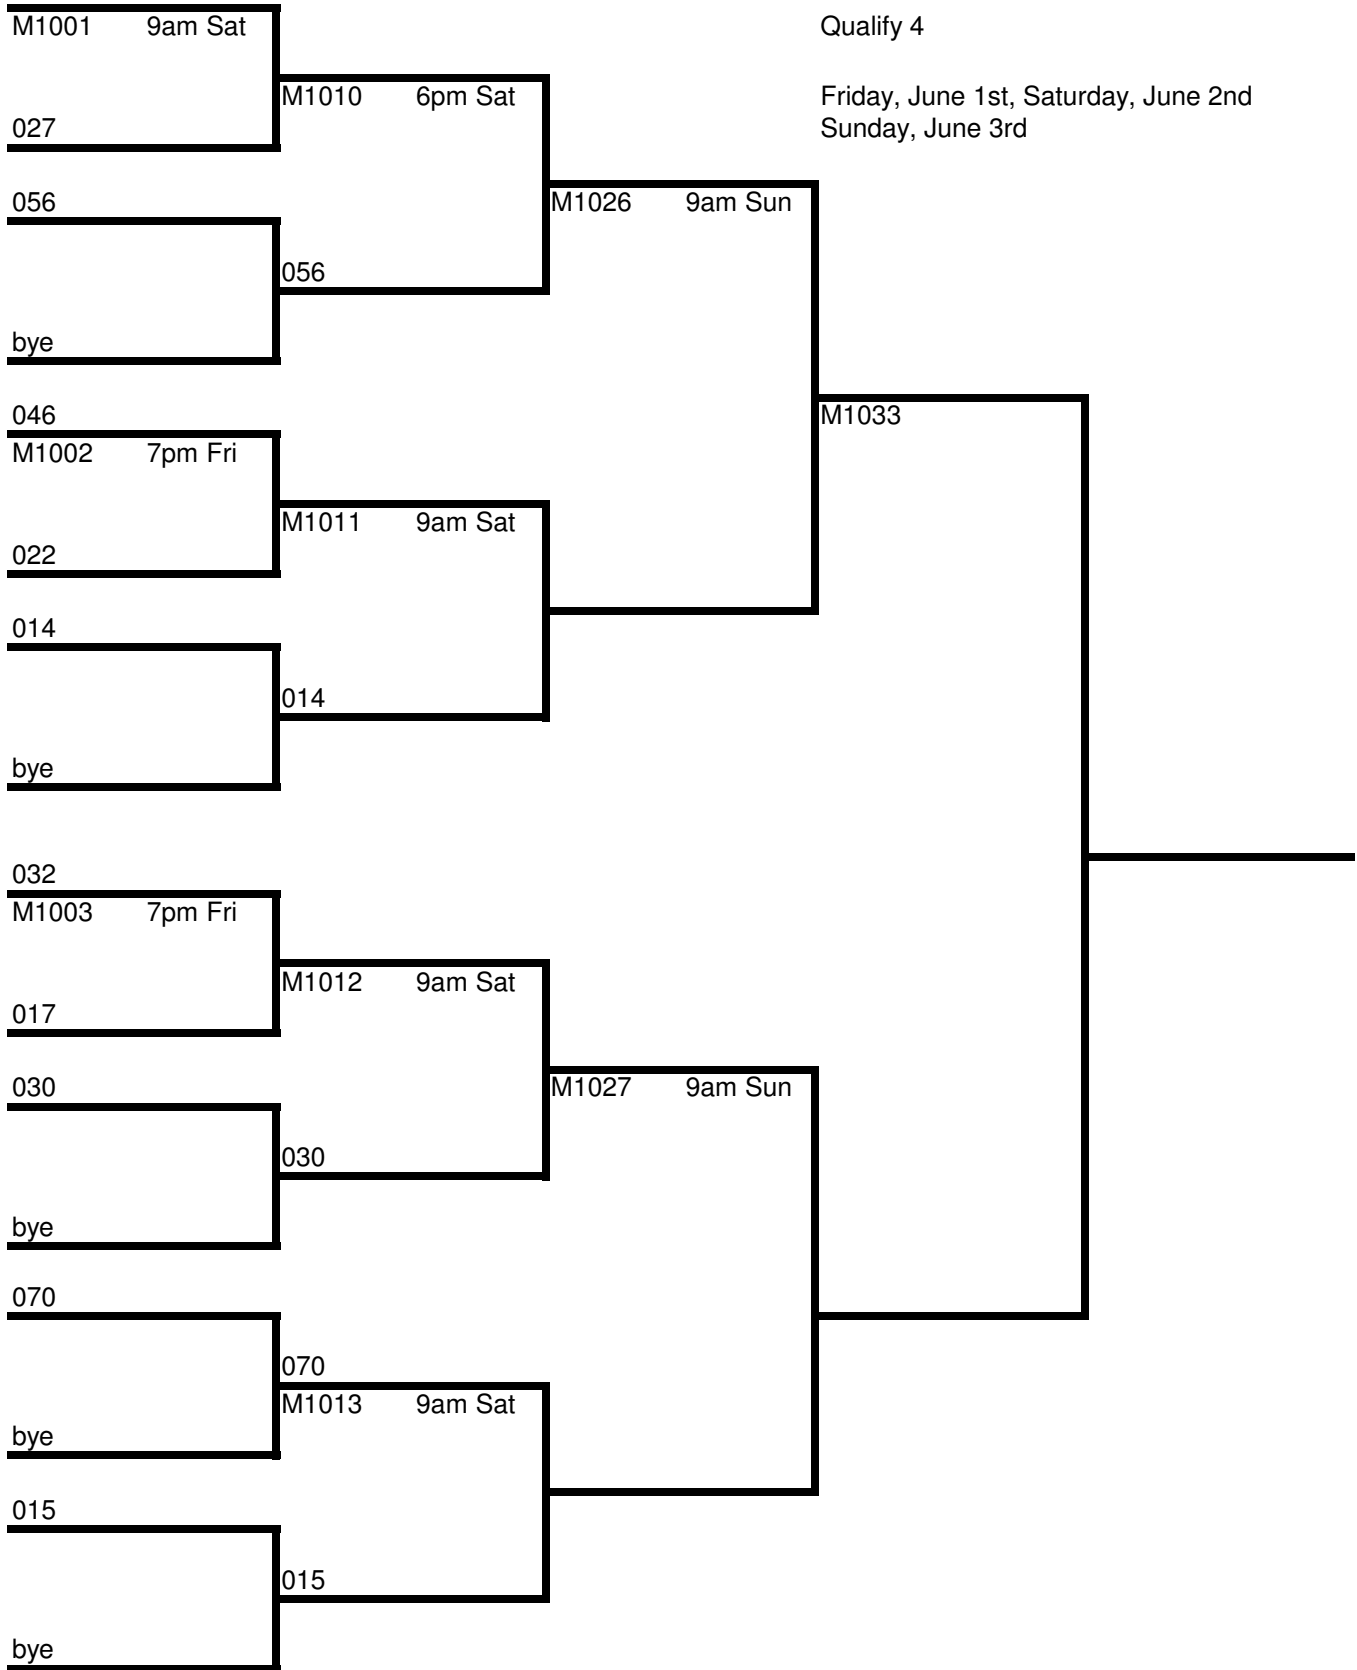 M1001 9am Sat
Qualify 4
M1010 6pm Sat
Friday, June 1st, Saturday, June 2nd
027
Sunday, June 3rd
056
M1026 9am Sun
056
bye
046
M1033
M1002 7pm Fri
M1011 9am Sat
022
014
014
bye
032
M1003 7pm Fri
M1012 9am Sat
017
030
M1027 9am Sun
030
bye
070
070
M1013 9am Sat
bye
015
015
bye